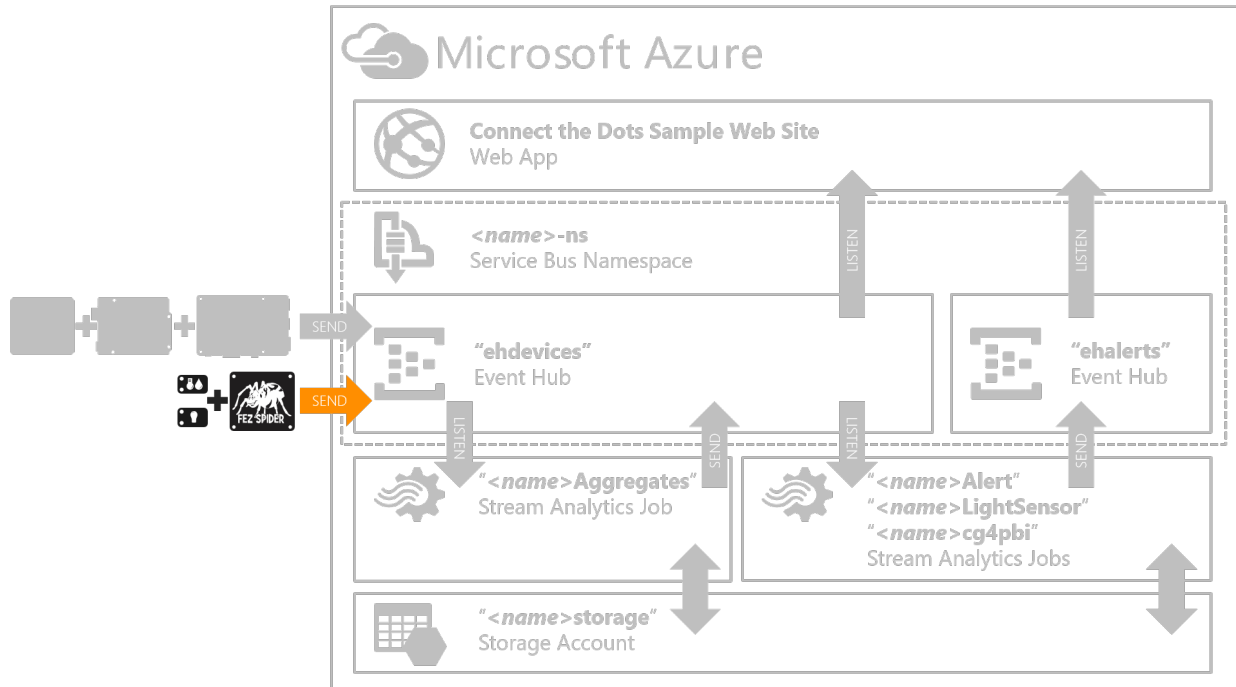 Microsoft Azure
Connect the Dots Sample Web Site
Web App
<name>-ns
Service Bus Namespace
LISTEN
LISTEN
SEND
"ehdevices"
Event Hub
"ehalerts"
Event Hub
FEZ SPIDER
SEND
LISTEN
SEND
LISTEN
SEND
"<name>Aggregates"
Stream Analytics Job
"<name>Alert"
"<name>LightSensor"
"<name>cg4pbi"
Stream Analytics Jobs
"<name>storage"
Storage Account